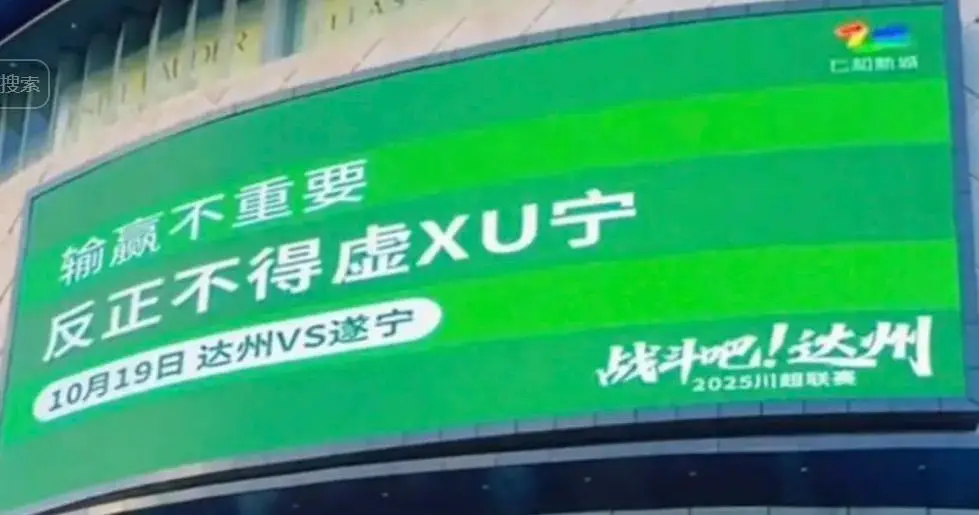 搜索
仁和新城
输赢不重要
反正不得虚XU宁
10月19日 达州VS遂宁
战斗吧！达州
2025川超联赛